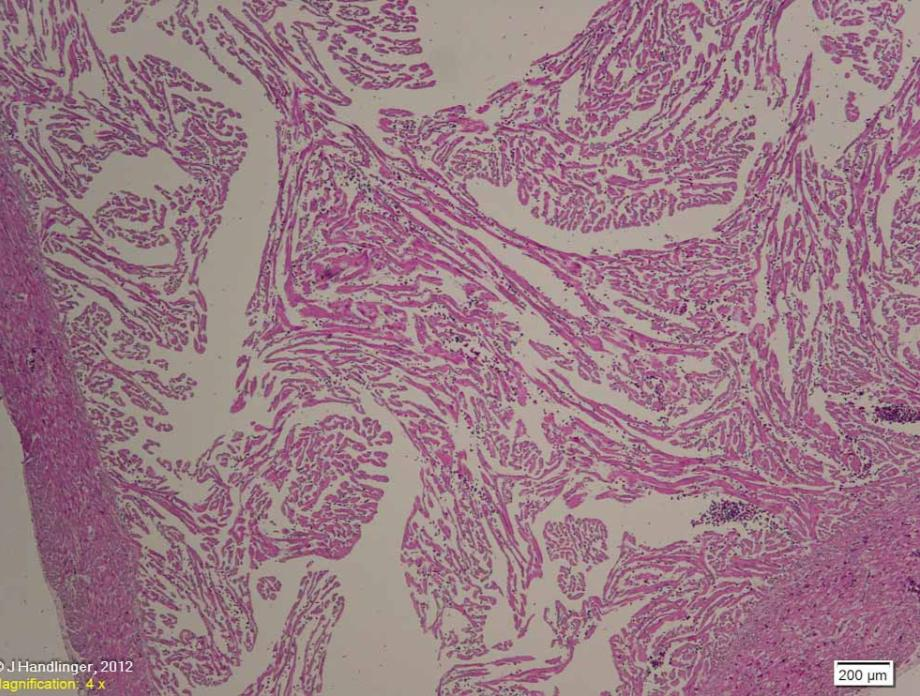 J Handlinger, 2012
agnification: 4 x
200 µm